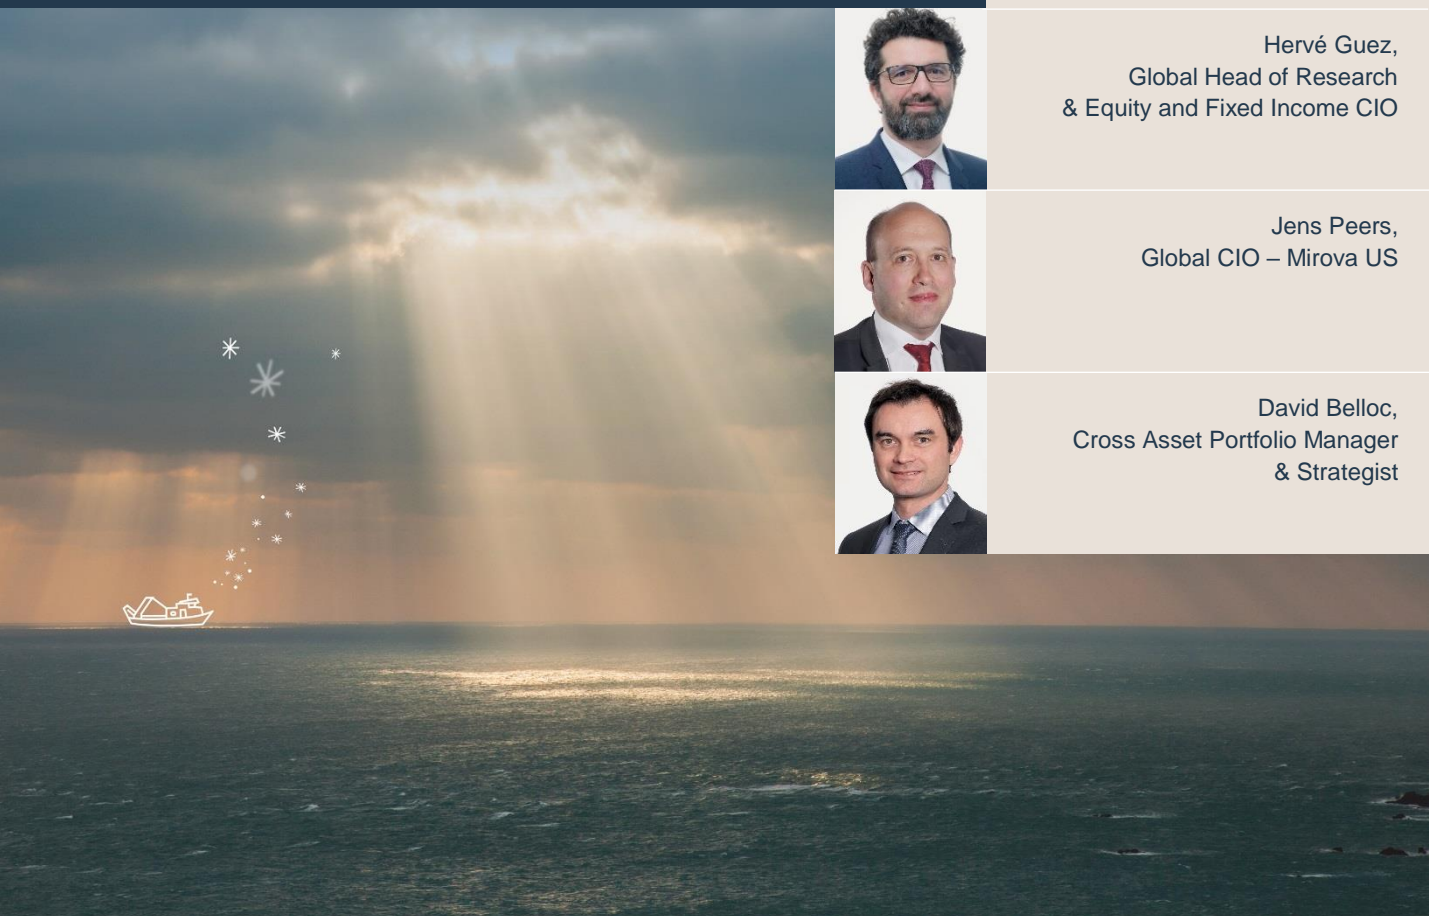 Hervé Guez,
Global Head of Research
& Equity and Fixed Income CIO
Jens Peers,
Global CIO – Mirova US
David Belloc,
Cross Asset Portfolio Manager
& Strategist